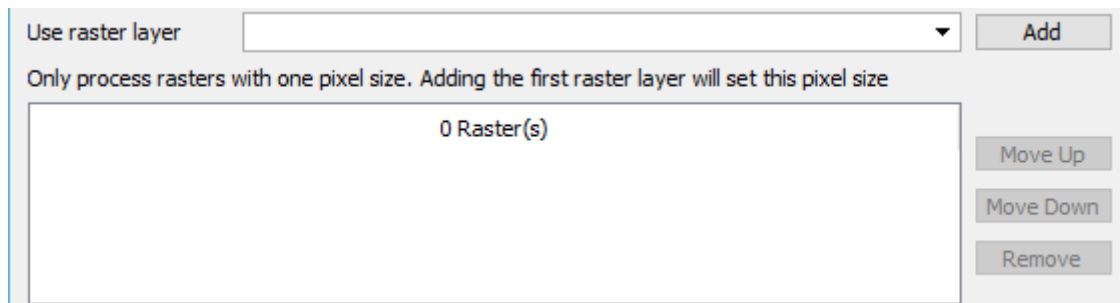 Use raster layer Add
Only process rasters with one pixel size. Adding the first raster layer will set this pixel size
0 Raster(s)
Move Up
Move Down
Remove